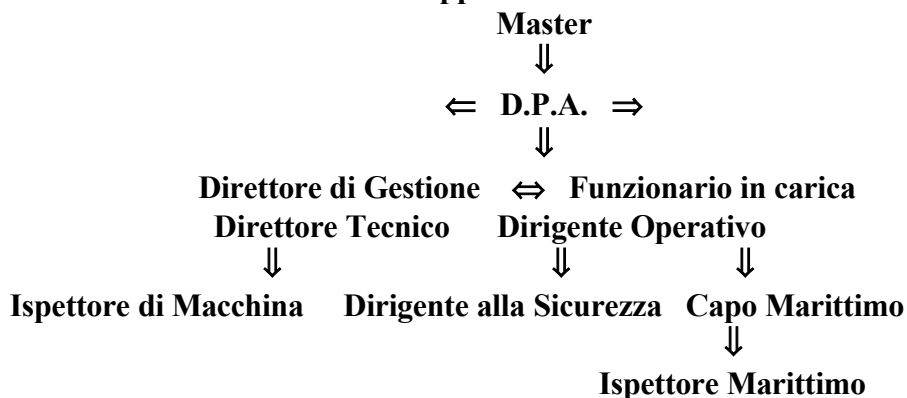 Master
⇓
⇐ D.P.A. ⇒
⇓
Direttore di Gestione ⇔ Funzionario in carica
Direttore Tecnico Dirigente Operativo
⇓ ⇓ ⇓
Ispettore di Macchina Dirigente alla Sicurezza Capo Marittimo
⇓
Ispettore Marittimo